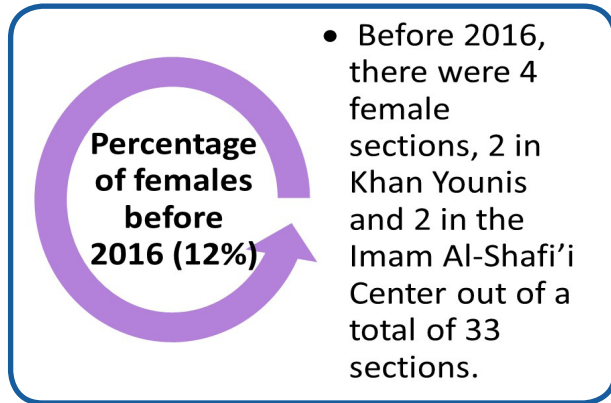 Percentage
of females
before
2016 (12%)
• Before 2016,
there were 4
female
sections, 2 in
Khan Younis
and 2 in the
Imam Al-Shafi’i
Center out of a
total of 33
sections.